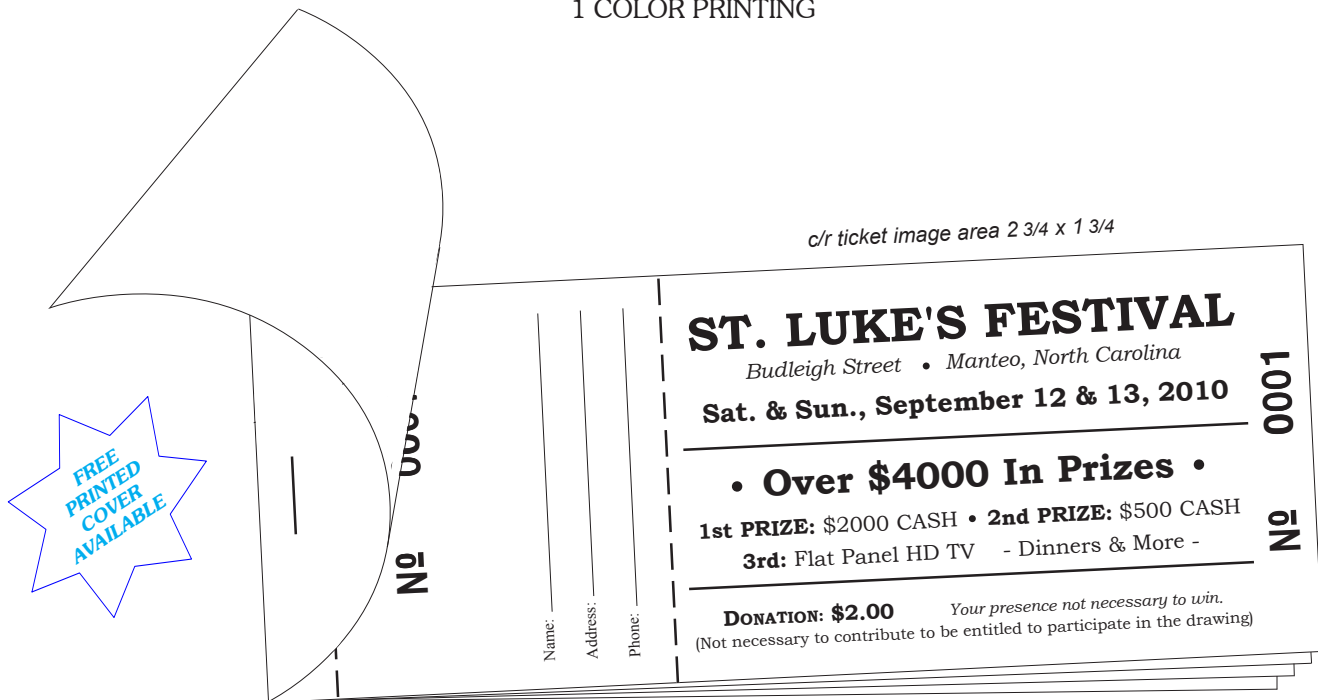 1 COLOR PRINTING
c/r ticket image area 2 3/4 x 1 3/4
FREE
PRINTED
COVER
AVAILABLE
Nº
Name:
Address:
Phone:
ST. LUKE'S FESTIVAL
Budleigh Street • Manteo, North Carolina
Sat. & Sun., September 12 & 13, 2010
• Over $4000 In Prizes •
1st PRIZE: $2000 CASH • 2nd PRIZE: $500 CASH
3rd: Flat Panel HD TV - Dinners & More -
DONATION: $2.00 Your presence not necessary to win.
(Not necessary to contribute to be entitled to participate in the drawing)
Nº 0001